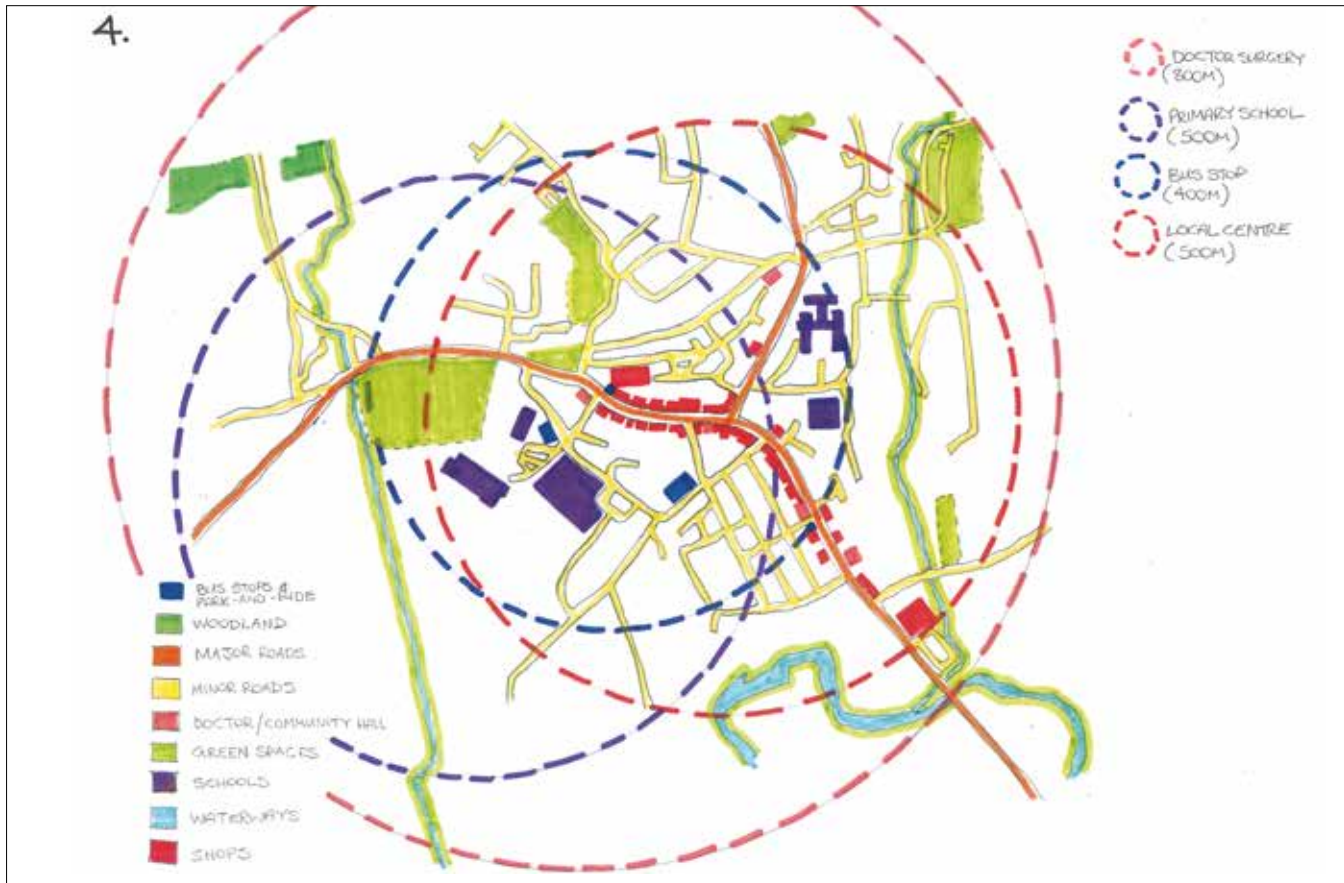 4.
DOCTOR SURGERY
(800M)
PRIMARY SCHOOL
(500M)
BUS STOP
(400M)
LOCAL CENTRE
(500M)
BUS STOPS &
PARK-AND-RIDE
WOODLAND
MAJOR ROADS
MINOR ROADS
DOCTOR/COMMUNITY HALL
GREEN SPACES
SCHOOLS
WATERWAYS
SHOPS